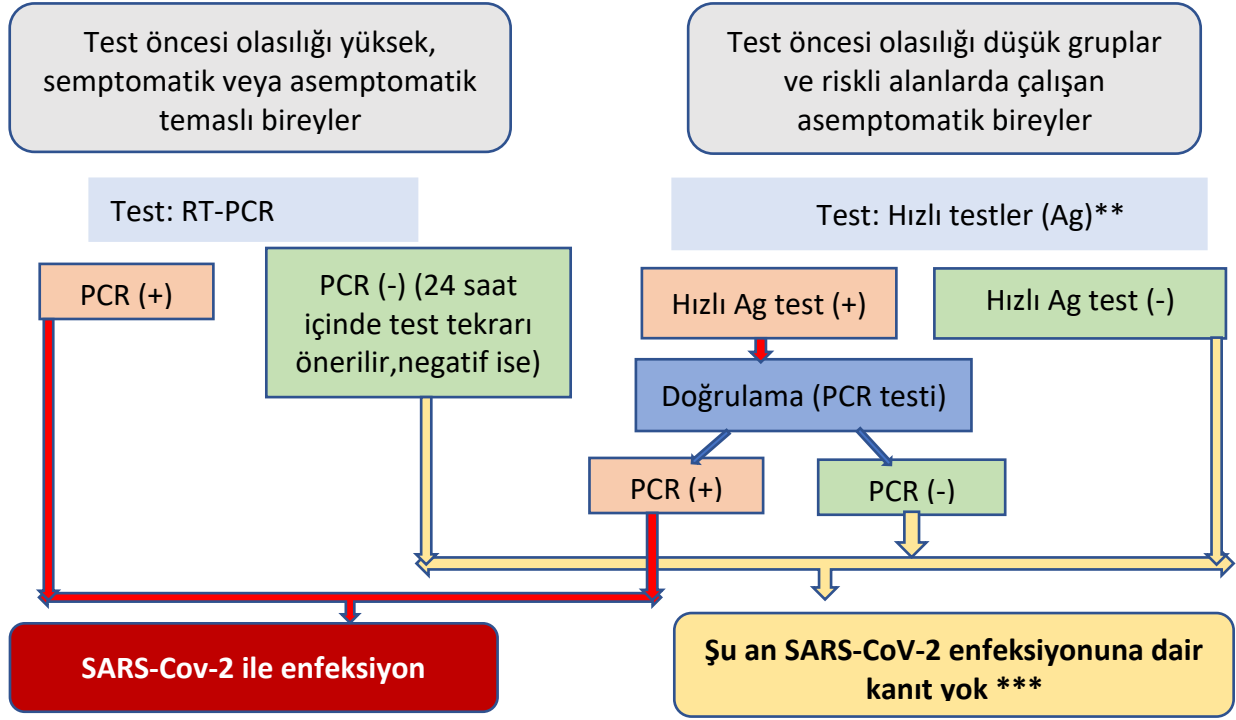 Test öncesi olasılığı yüksek,
semptomatik veya asemptomatik
temaslı bireyler
Test öncesi olasılığı düşük gruplar
ve riskli alanlarda çalışan
asemptomatik bireyler
Test: RT-PCR
Test: Hızlı testler (Ag)**
PCR (+)
PCR (-) (24 saat
içinde test tekrarı
önerilir,negatif ise)
Hızlı Ag test (+)
Hızlı Ag test (-)
Doğrulama (PCR testi)
PCR (+)
PCR (-)
SARS-Cov-2 ile enfeksiyon
Şu an SARS-CoV-2 enfeksiyonuna dair
kanıt yok ***